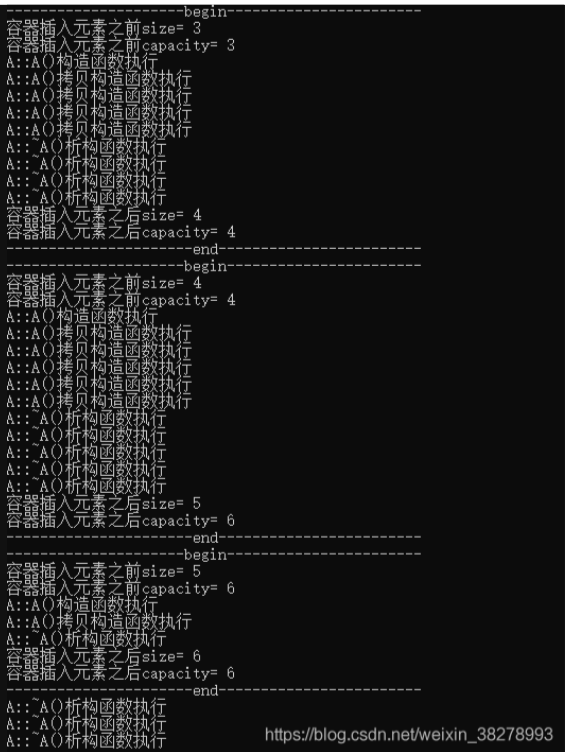 ----------------------begin------------------------
容器插入元素之前size= 3
容器插入元素之前capacity= 3
A::A()构造函数执行
A::A()拷贝构造函数执行
A::A()拷贝构造函数执行
A::A()拷贝构造函数执行
A::A()拷贝构造函数执行
A::~A()析构函数执行
A::~A()析构函数执行
A::~A()析构函数执行
A::~A()析构函数执行
容器插入元素之后size= 4
容器插入元素之后capacity= 4
-----------------------end-------------------------
----------------------begin------------------------
容器插入元素之前size= 4
容器插入元素之前capacity= 4
A::A()构造函数执行
A::A()拷贝构造函数执行
A::A()拷贝构造函数执行
A::A()拷贝构造函数执行
A::A()拷贝构造函数执行
A::A()拷贝构造函数执行
A::~A()析构函数执行
A::~A()析构函数执行
A::~A()析构函数执行
A::~A()析构函数执行
A::~A()析构函数执行
容器插入元素之后size= 5
容器插入元素之后capacity= 6
-----------------------end-------------------------
----------------------begin------------------------
容器插入元素之前size= 5
容器插入元素之前capacity= 6
A::A()构造函数执行
A::A()拷贝构造函数执行
A::~A()析构函数执行
容器插入元素之后size= 6
容器插入元素之后capacity= 6
-----------------------end-------------------------
A::~A()析构函数执行
A::~A()析构函数执行
A::~A()析构函数执行
https://blog.csdn.net/weixin_38278993